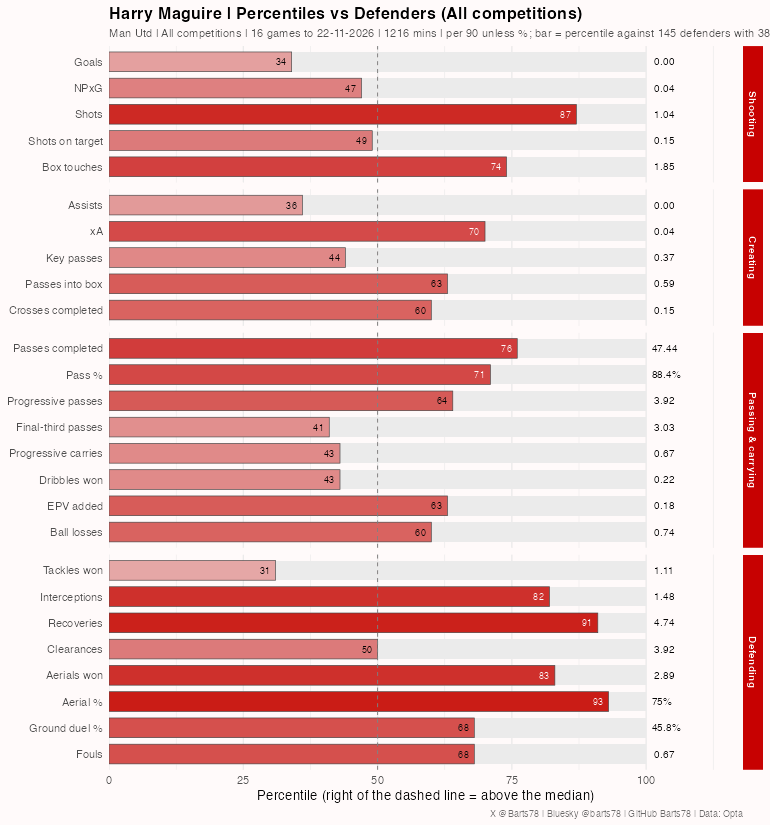 Harry Maguire | Percentiles vs Defenders (All competitions)
Man Utd | All competitions | 16 games to 22-11-2026 | 1216 mins | per 90 unless %; bar = percentile against 145 defenders with 38
Goals 34 0.00
NPxG 47 0.04
Shots 87 1.04
Shots on target 49 0.15
Box touches 74 1.85
Shooting
Assists 36 0.00
xA 70 0.04
Key passes 44 0.37
Passes into box 63 0.59
Crosses completed 60 0.15
Creating
Passes completed 76 47.44
Pass % 71 88.4%
Progressive passes 64 3.92
Final-third passes 41 3.03
Progressive carries 43 0.67
Dribbles won 43 0.22
EPV added 63 0.18
Ball losses 60 0.74
Passing & carrying
Tackles won 31 1.11
Interceptions 82 1.48
Recoveries 91 4.74
Clearances 50 3.92
Aerials won 83 2.89
Aerial % 93 75%
Ground duel % 68 45.8%
Fouls 68 0.67
Defending
0 25 50 75 100
Percentile (right of the dashed line = above the median)
X @Barts78 | Bluesky @barts78 | GitHub Barts78 | Data: Opta